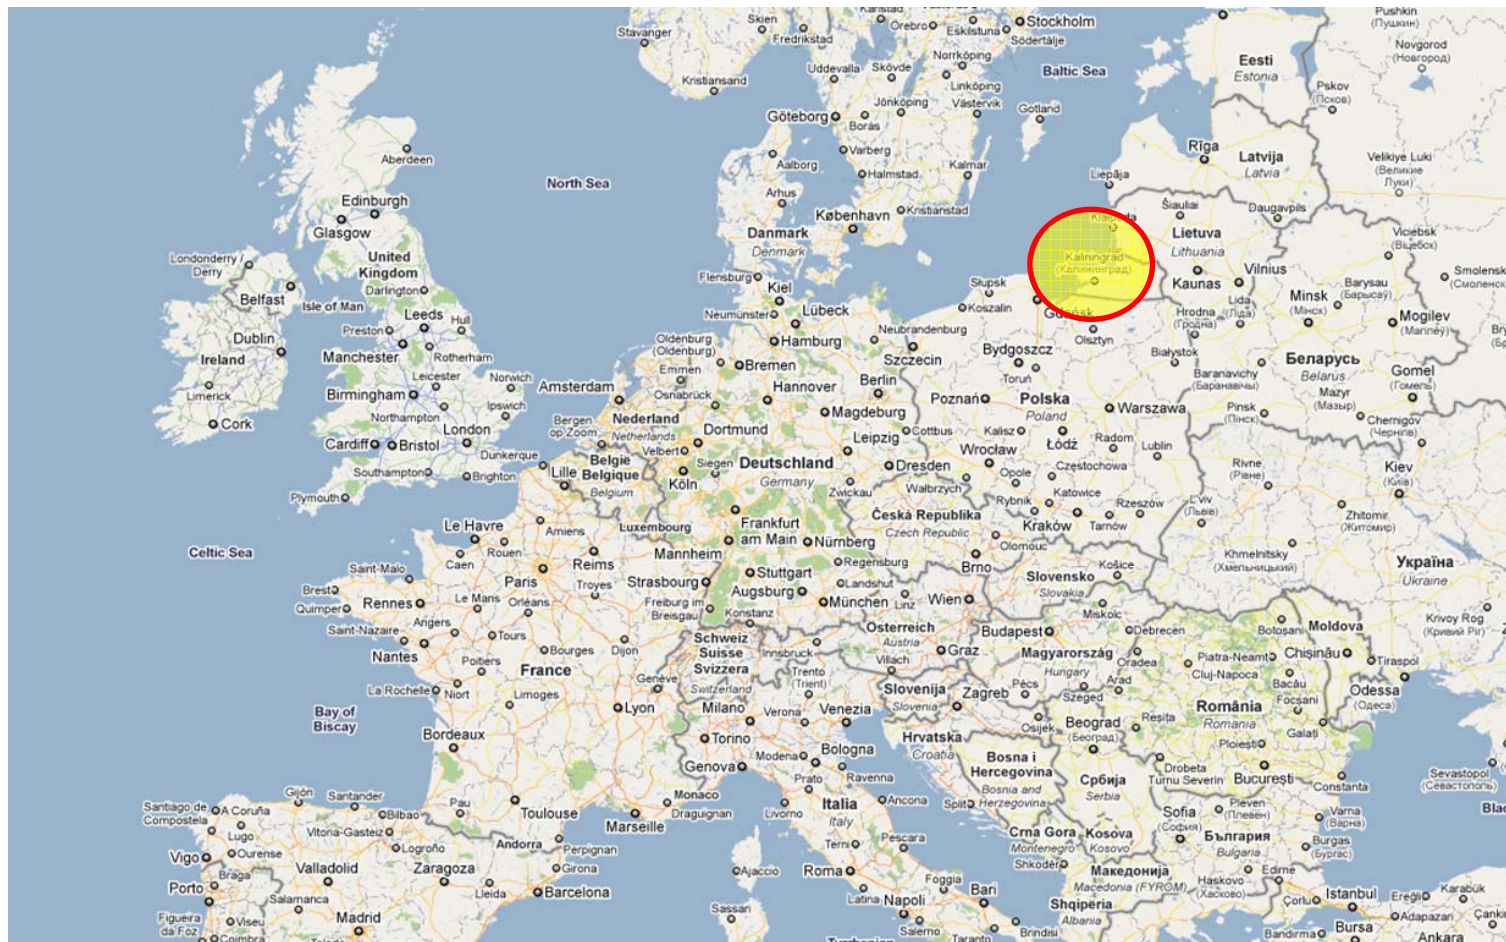 Pushkin
(Пушкин)
Stockholm
Skien
Karlstad
Örebro
Eskilstuna
Södertälje
Stavanger
Fredrikstad
Novgorod
(Новгород)
Norrköping
Eesti
Estonia
Baltic Sea
Uddevalla
Skövde
Linköping
Kristiansand
Pskov
(Псков)
Jönköping
Västervik
Gotland
Göteborg
Borås
Rīga
Varberg
Latvija
Latvia
Velikiye Luki
(Великие
Луки)
Aberdeen
Aalborg
Halmstad
Kalmar
Liepāja
North Sea
Arhus
Edinburgh
København
Kristianstad
Šiauliai
Daugavpils
Klaipėda
Glasgow
Danmark
Denmark
Lietuva
Lithuania
Viciebsk
(Віцебск)
Londonderry /
Derry
United
Kingdom
Kaliningrad
(Калининград)
Flensburg
Vilnius
Smolensk
(Смоленск
Darlington
Kiel
Słupsk
Kaunas
Minsk
(Мінск)
Barysau
(Барысаў)
Belfast
Isle of Man
Neumünster
Lübeck
Koszalin
Gdańsk
Lida
(Ліда)
Hrodna
(Гродна)
Mogilev
Leeds
Hull
Preston
Dublin
Oldenburg
(Oldenburg)
Hamburg
Neubrandenburg
Olsztyn
Ireland
Manchester
Rotherham
Szczecin
Bydgoszcz
Białystok
Беларусь
Belarus
Emmen
Bremen
Leicester
Norwich
Amsterdam
Hannover
Berlin
Toruń
Baranavichy
(Баранавічы)
Gomel
(Гомель)
Limerick
Birmingham
Osnabrück
Poznań
Polska
Poland
Mazyr
(Мазыр)
Northampton
Ipswich
Bergen
op Zoom
Nederland
Netherlands
Magdeburg
Warszawa
Pinsk
(Пінск)
Chernigov
(Чернігів)
Cork
Cardiff
Bristol
London
Dortmund
Leipzig
Cottbus
Kalisz
Łódź
Radom
Lublin
Dunkerque
Velbert
Wrocław
Southampton
Brighton
Lille
België
Belgique
Belgium
Siegen
Köln
Deutschland
Germany
Dresden
Opole
Częstochowa
Rivne
(Рівне)
Kiev
(Київ)
Plymouth
Zwickau
Wałbrzych
Rybnik
Katowice
Rzeszów
L'viv
(Львів)
Le Havre
Amiens
Luxembourg
Frankfurt
am Main
Česká Republika
Czech Republic
Kraków
Tarnów
Zhitomir
(Житомир)
Celtic Sea
Rouen
Caen
Reims
Mannheim
Nürnberg
Olomouc
Khmelnitsky
(Хмельницький)
Україна
Ukraine
Saint-Malo
Regensburg
Brno
Košice
Brest
Paris
Troyes
Strasbourg
Stuttgart
Landshut
Slovensko
Slovakia
Quimper
Rennes
Le Mans
Orléans
Freiburg im
Breisgau
Augsburg
München
Linz
Wien
Miskolc
Krivoy Rog
(Кривий Ріг)
Saint-Nazaire
Angers
Konstanz
Österreich
Austria
Budapest
Debrecen
Botoșani
Moldova
Nantes
Tours
Bourges
Dijon
Schweiz
Suisse
Svizzera
Switzerland
Innsbruck
Graz
Magyarország
Hungary
Oradea
Piatra-Neamț
Chișinău
Tiraspol
Poitiers
France
Genève
Trento
(Trient)
Villach
Cluj-Napoca
Bacău
La Rochelle
Niort
Limoges
Slovenija
Slovenia
Zagreb
Pécs
Szeged
Arad
Odessa
(Одеса)
Bay of
Biscay
Lyon
Milano
Verona
Venezia
Osijek
Beograd
(Београд)
Reșița
România
Romania
Focșani
Galați
Bordeaux
Torino
Hrvatska
Croatia
Modena
Bologna
Ploiești
Genova
Prato
Ravenna
Bosna i
Hercegovina
Bosnia and
Herzegovina
Србија
Serbia
Drobeta
Turnu Severin
București
Constanta
Sevastopol
(Севастополь)
Gijón
Santander
Monaco
Santiago de
Compostela
A Coruña
Pau
Toulouse
Draguignan
Livorno
Italia
Italy
Ancona
Split
Sofia
(София)
Pleven
(Плевен)
Varna
(Варна)
Blac
Bilbao
Marseille
Lugo
Vitoria-Gasteiz
Crna Gora
Montenegro
Kosova
Kosovo
България
Bulgaria
Burgas
(Бургас)
Vigo
Ourense
Logroño
Andorra
Perpignan
Terni
Pescara
Shkodër
Braga
Valladolid
Zaragoza
Girona
Ajaccio
Roma
Македонија
Macedonia (FYROM)
Haskovo
(Хасково)
Edirne
Porto
Lleida
Barcelona
Foggia
Bari
Istanbul
Ereğli
Karabük
Salamanca
Latina
Napoli
Shqiperia
Albania
Çorlu
Figueira
da Foz
Viseu
Madrid
Sassari
Adapazarı
Salerno
Brindisi
Coimbra
Tyrrhenian
Taranto
Bandırma
Bursa
Ankara